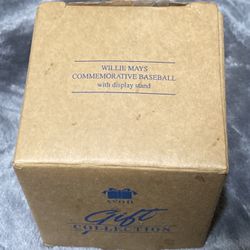 WILLIE MAYS
COMMEMORATIVE BASEBALL
with display stand
AVON
Gift
COLLECTION